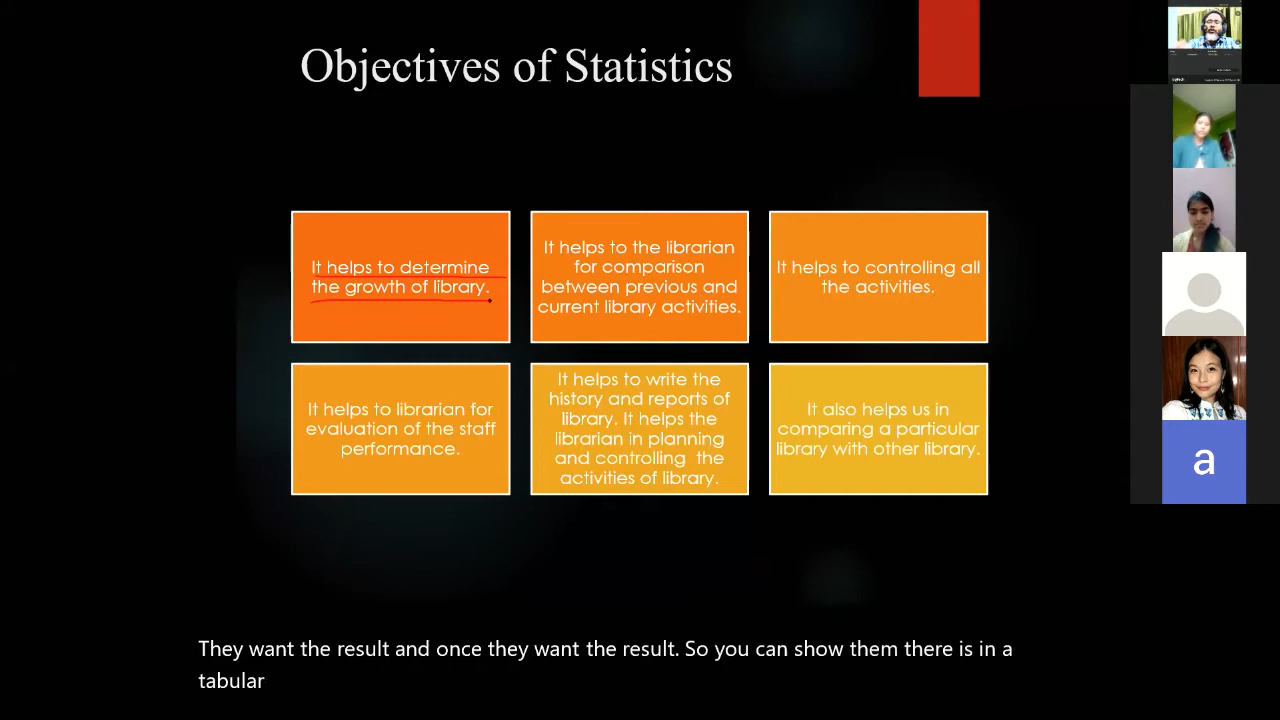 Objectives of Statistics
It helps to determine
the growth of library.
It helps to the librarian
for comparison
between previous and
current library activities.
It helps to controlling all
the activities.
It helps to librarian for
evaluation of the staff
performance.
It helps to write the
history and reports of
library. It helps the
librarian in planning
and controlling the
activities of library.
It also helps us in
comparing a particular
library with other library.
a
They want the result and once they want the result. So you can show them there is in a
tabular